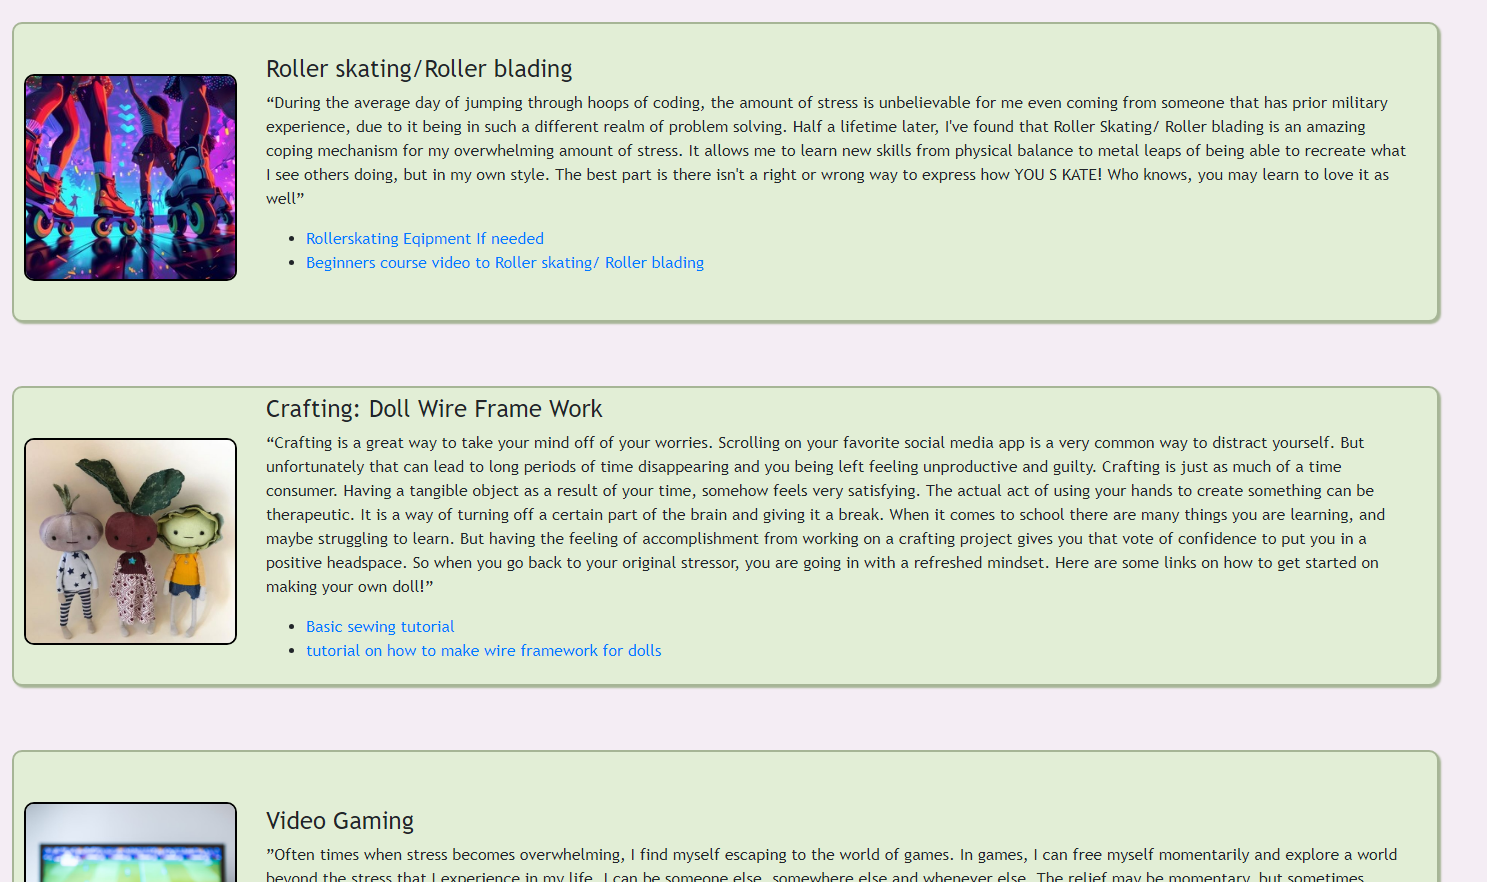 Roller skating/Roller blading
“During the average day of jumping through hoops of coding, the amount of stress is unbelievable for me even coming from someone that has prior military
experience, due to it being in such a different realm of problem solving. Half a lifetime later, I've found that Roller Skating/ Roller blading is an amazing
coping mechanism for my overwhelming amount of stress. It allows me to learn new skills from physical balance to metal leaps of being able to recreate what
I see others doing, but in my own style. The best part is there isn't a right or wrong way to express how YOU S KATE! Who knows, you may learn to love it as
well”
Rollerskating Eqipment If needed
Beginners course video to Roller skating/ Roller blading
Crafting: Doll Wire Frame Work
“Crafting is a great way to take your mind off of your worries. Scrolling on your favorite social media app is a very common way to distract yourself. But
unfortunately that can lead to long periods of time disappearing and you being left feeling unproductive and guilty. Crafting is just as much of a time
consumer. Having a tangible object as a result of your time, somehow feels very satisfying. The actual act of using your hands to create something can be
therapeutic. It is a way of turning off a certain part of the brain and giving it a break. When it comes to school there are many things you are learning, and
maybe struggling to learn. But having the feeling of accomplishment from working on a crafting project gives you that vote of confidence to put you in a
positive headspace. So when you go back to your original stressor, you are going in with a refreshed mindset. Here are some links on how to get started on
making your own doll!”
Basic sewing tutorial
tutorial on how to make wire framework for dolls
Video Gaming
”Often times when stress becomes overwhelming, I find myself escaping to the world of games. In games, I can free myself momentarily and explore a world
beyond the stress that I experience in my life. I can be someone else, somewhere else and whenever else. The relief may be momentary, but sometimes